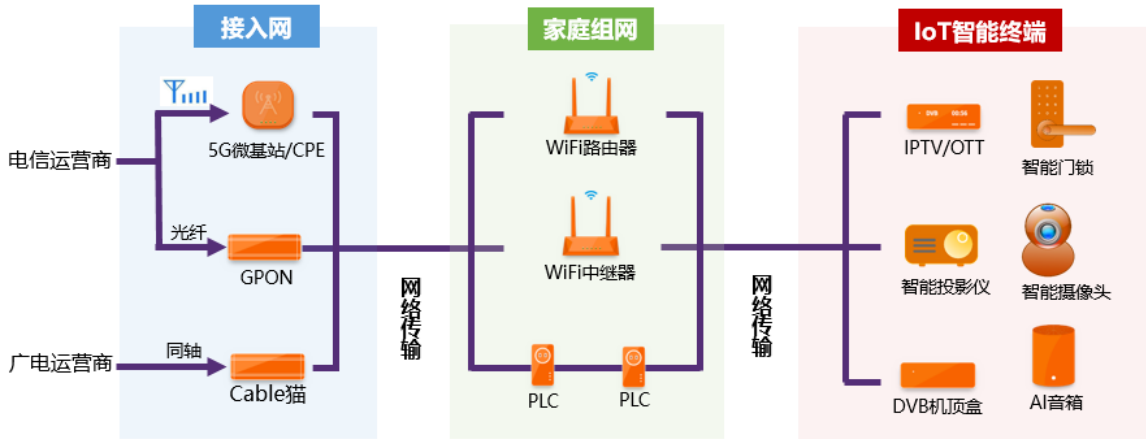 接入网
家庭组网
IoT智能终端
电信运营商
5G微基站/CPE
光纤
GPON
广电运营商
同轴
Cable猫
网络传输
WiFi路由器
WiFi中继器
PLC
PLC
网络传输
DVB 00:56
IPTV/OTT
智能门锁
智能投影仪
智能摄像头
DVB机顶盒
AI音箱